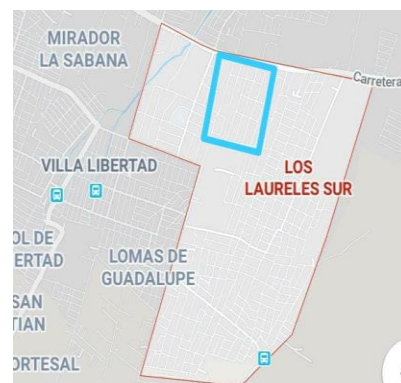 MIRADOR
LA SABANA
Carretera
VILLA LIBERTAD
LOS
LAURELES SUR
OL DE
ERTAD
LOMAS DE
GUADALUPE
SAN
TIAN
ORTESAL